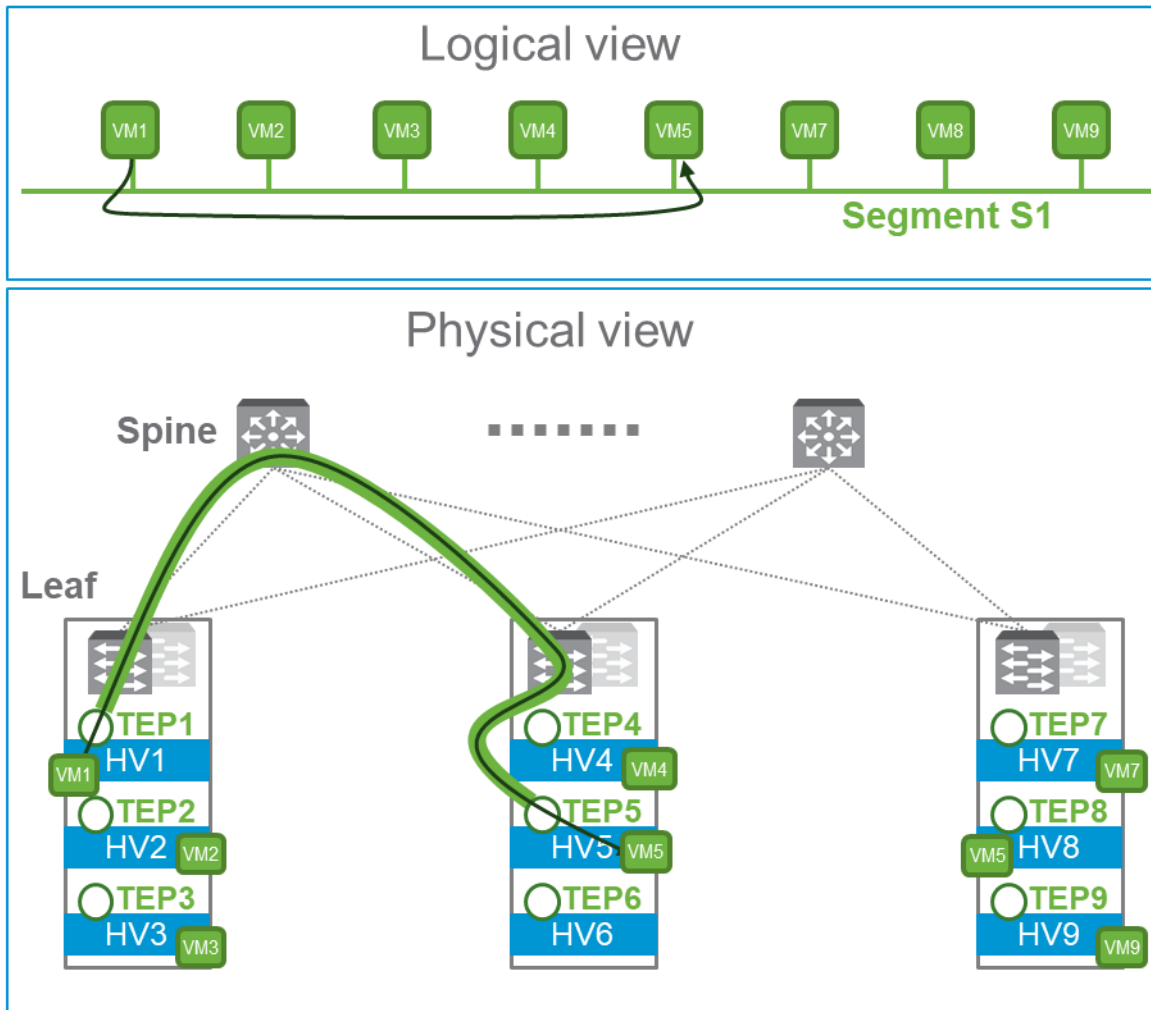 Logical view
VM1 VM2 VM3 VM4 VM5 VM7 VM8 VM9
Segment S1
Physical view
Spine
Leaf
TEP1
HV1
VM1
TEP2
HV2
VM2
TEP3
HV3
VM3
TEP4
HV4
VM4
TEP5
HV5
VM5
TEP6
HV6
TEP7
HV7
VM7
TEP8
VM5
HV8
TEP9
HV9
VM9